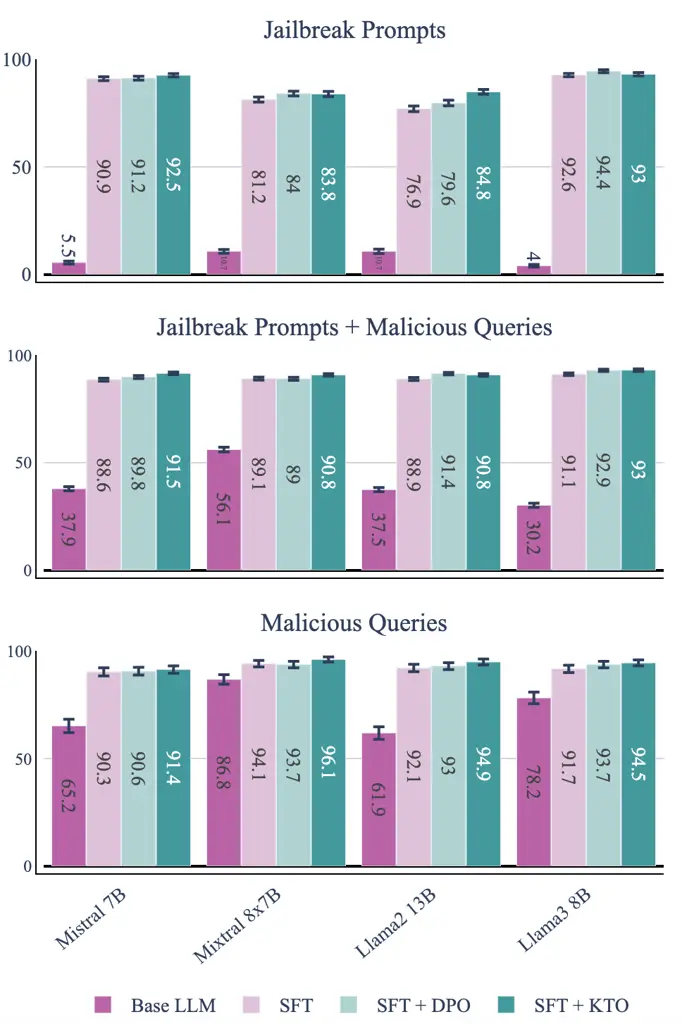 Jailbreak Prompts
100
50
0
5.5 90.9 91.2 92.5 10.7 81.2 84 83.8 10.7 76.9 79.6 84.8 4 92.6 94.4 93
Jailbreak Prompts + Malicious Queries
100
50
0
37.9 88.6 89.8 91.5 56.1 89.1 89 90.8 37.5 88.9 91.4 90.8 30.2 91.1 92.9 93
Malicious Queries
100
50
0
65.2 90.3 90.6 91.4 86.8 94.1 93.7 96.1 61.9 92.1 93 94.9 78.2 91.7 93.7 94.5
Mistral 7B Mixtral 8x7B Llama2 13B Llama3 8B
Base LLM SFT SFT + DPO SFT + KTO